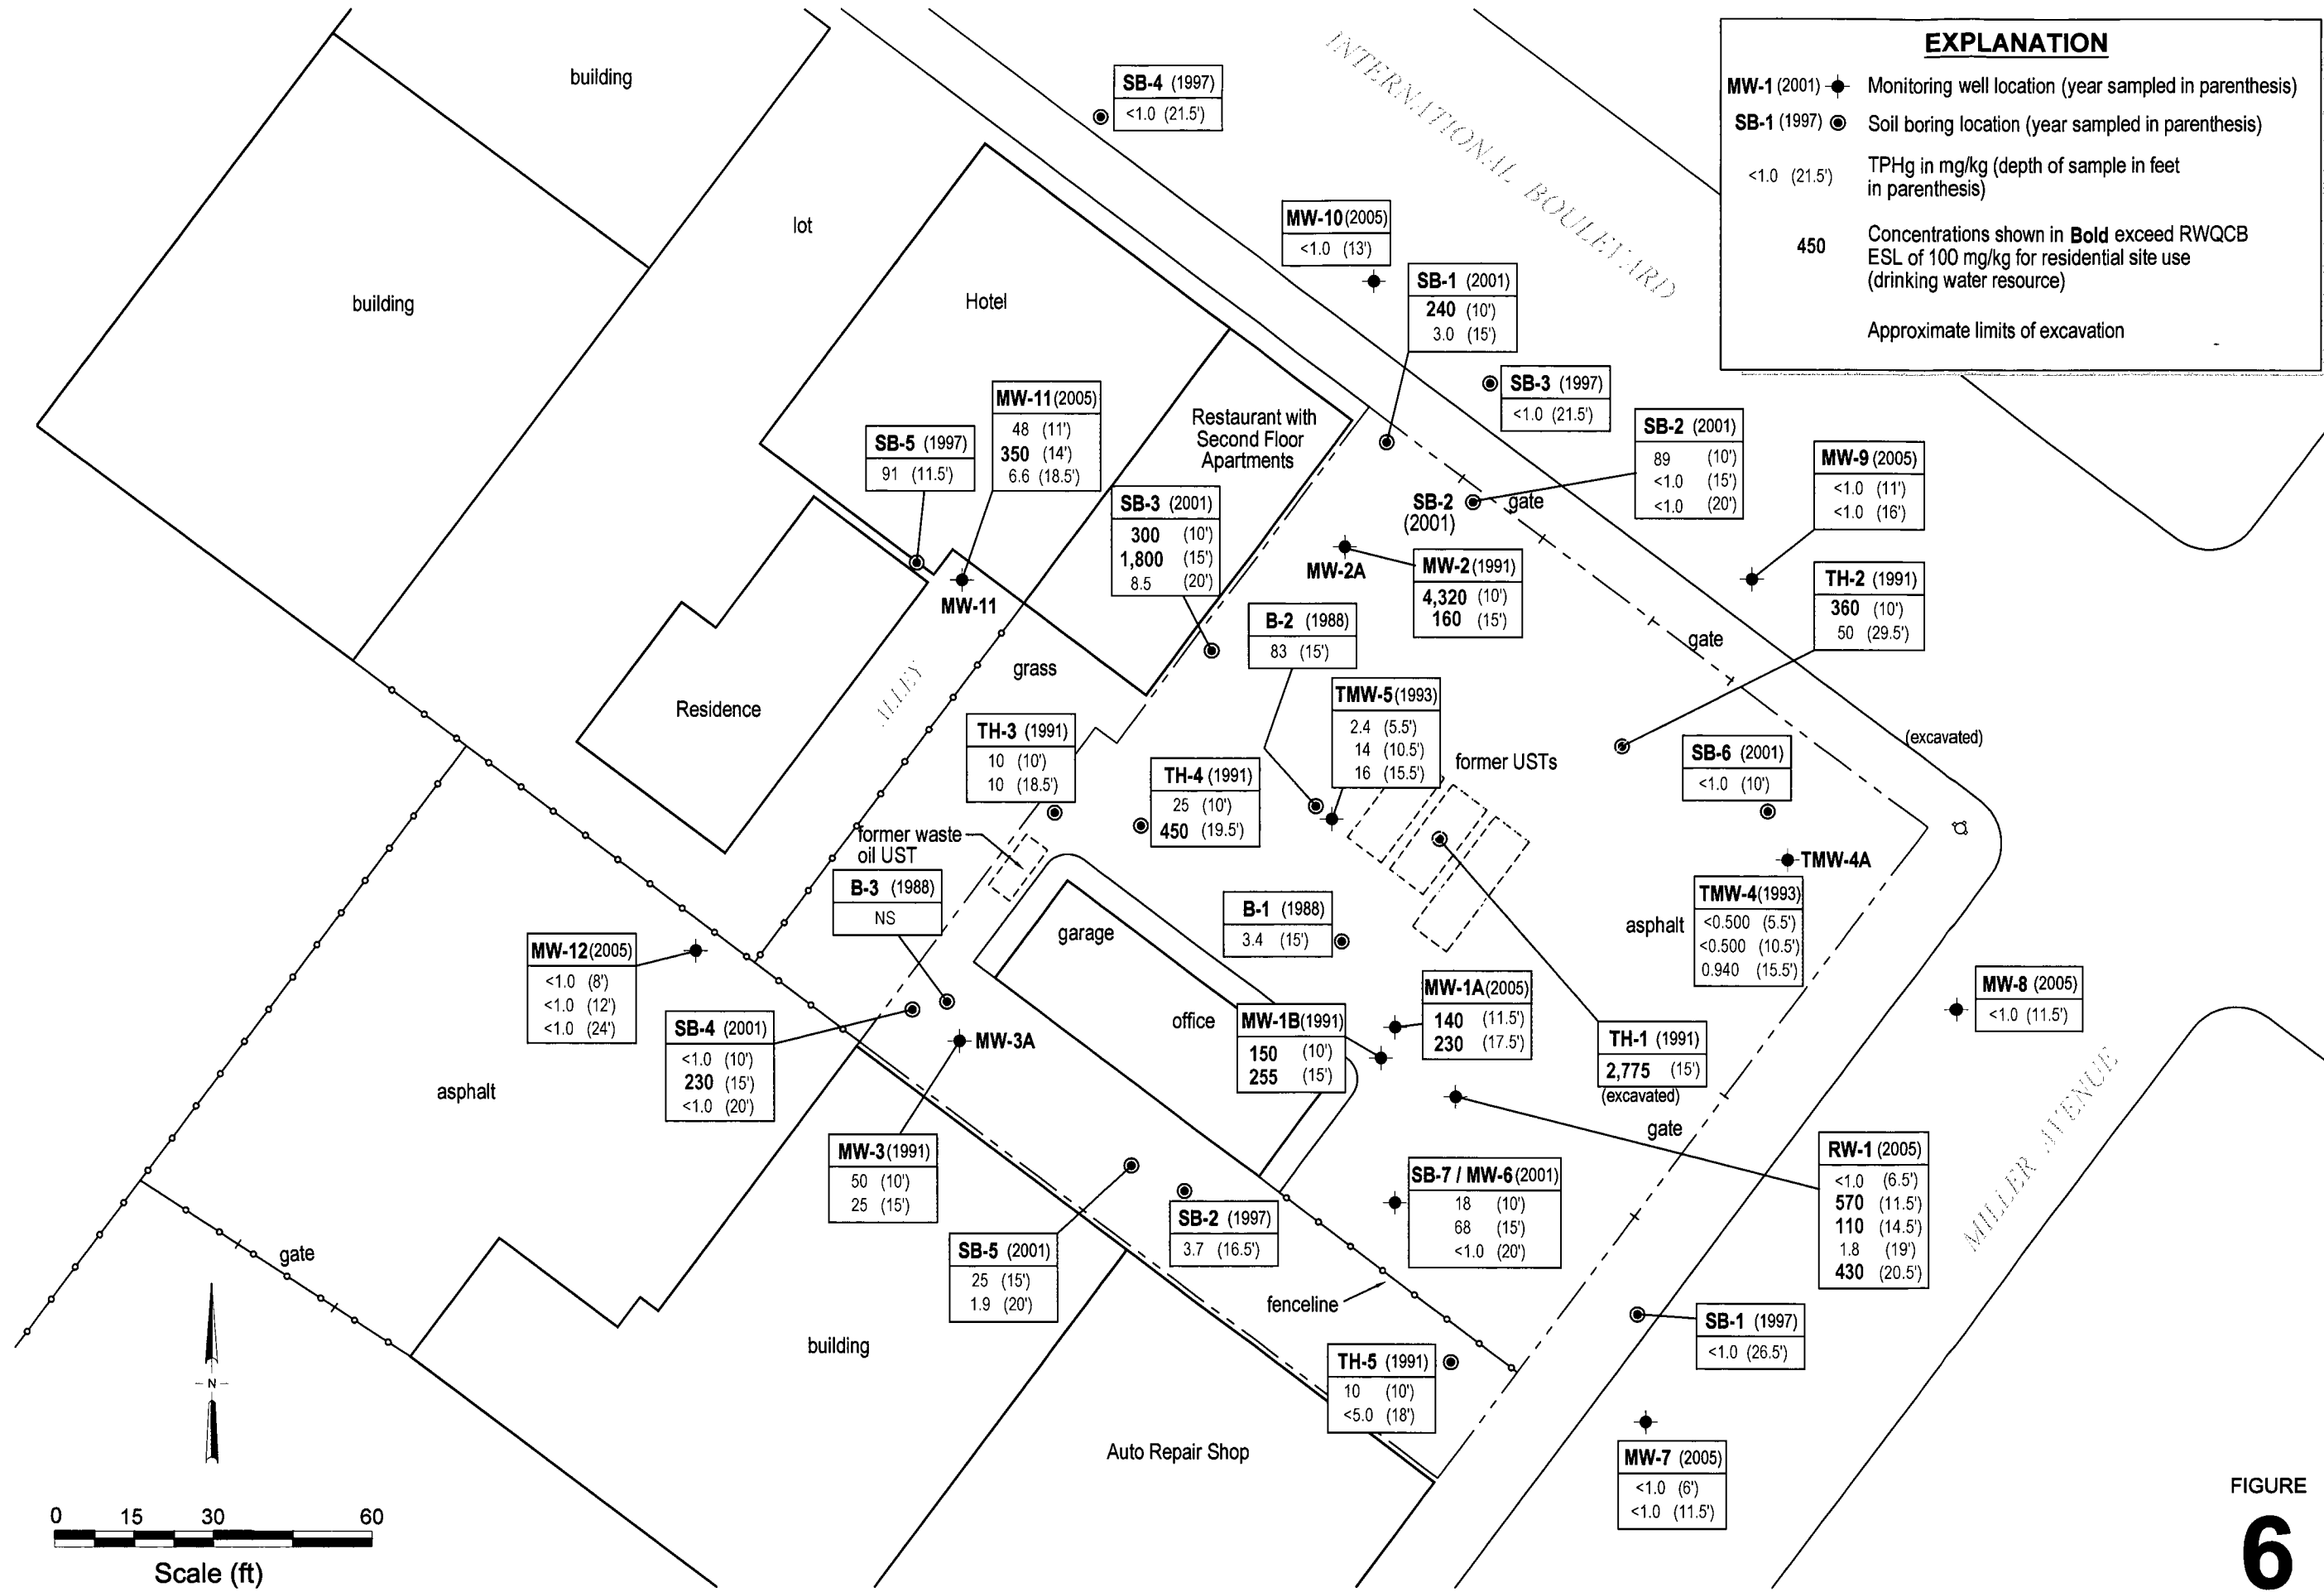 EXPLANATION
MW-1 (2001) Monitoring well location (year sampled in parenthesis)
SB-1 (1997) Soil boring location (year sampled in parenthesis)
<1.0 (21.5') TPHg in mg/kg (depth of sample in feet
in parenthesis)
450 Concentrations shown in Bold exceed RWQCB
ESL of 100 mg/kg for residential site use
(drinking water resource)
Approximate limits of excavation
INTERNATIONAL BOULEVARD
building
SB-4 (1997)
<1.0 (21.5')
lot
building
Hotel
MW-10 (2005)
<1.0 (13')
SB-1 (2001)
240 (10')
3.0 (15')
SB-3 (1997)
<1.0 (21.5')
MW-11 (2005)
48 (11')
350 (14')
6.6 (18.5')
Restaurant with
Second Floor
Apartments
SB-5 (1997)
91 (11.5')
SB-2 (2001)
89 (10')
<1.0 (15')
<1.0 (20')
MW-9 (2005)
<1.0 (11')
<1.0 (16')
SB-3 (2001)
300 (10')
1,800 (15')
8.5 (20')
SB-2
(2001)
gate
MW-2A
MW-2 (1991)
4,320 (10')
160 (15')
TH-2 (1991)
360 (10')
50 (29.5')
MW-11
B-2 (1988)
83 (15')
gate
grass
Residence
ALLEY
TMW-5 (1993)
2.4 (5.5')
14 (10.5')
16 (15.5')
former USTs
TH-3 (1991)
10 (10')
10 (18.5')
TH-4 (1991)
25 (10')
450 (19.5')
SB-6 (2001)
<1.0 (10')
(excavated)
former waste
oil UST
TMW-4A
B-3 (1988)
NS
TMW-4 (1993)
<0.500 (5.5')
<0.500 (10.5')
0.940 (15.5')
asphalt
B-1 (1988)
3.4 (15')
garage
MW-12 (2005)
<1.0 (8')
<1.0 (12')
<1.0 (24')
MW-1A (2005)
140 (11.5')
230 (17.5')
MW-8 (2005)
<1.0 (11.5')
office
MW-1B (1991)
150 (10')
255 (15')
SB-4 (2001)
<1.0 (10')
230 (15')
<1.0 (20')
MW-3A
TH-1 (1991)
2,775 (15')
(excavated)
asphalt
gate
MILLER AVENUE
MW-3 (1991)
50 (10')
25 (15')
RW-1 (2005)
<1.0 (6.5')
570 (11.5')
110 (14.5')
1.8 (19')
430 (20.5')
SB-7 / MW-6 (2001)
18 (10')
68 (15')
<1.0 (20')
SB-2 (1997)
3.7 (16.5')
SB-5 (2001)
25 (15')
1.9 (20')
gate
fenceline
SB-1 (1997)
<1.0 (26.5')
building
TH-5 (1991)
10 (10')
<5.0 (18')
N
Auto Repair Shop
MW-7 (2005)
<1.0 (6')
<1.0 (11.5')
0 15 30 60
Scale (ft)
FIGURE
6